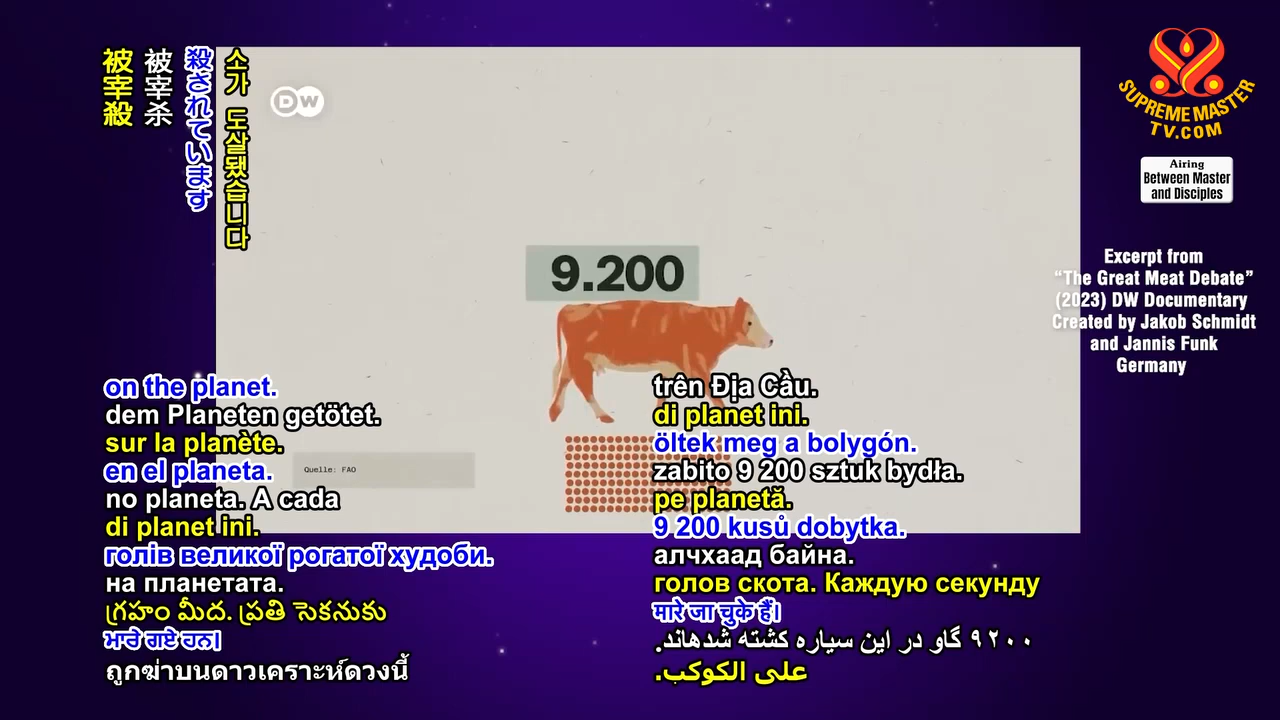 被宰殺
被宰杀
殺されています
소가 도살됐습니다
DW
SUPREME MASTER
TV.COM
Airing
Between Master
and Disciples
Excerpt from
“The Great Meat Debate”
(2023) DW Documentary
Created by Jakob Schmidt
and Jannis Funk
Germany
9.200
Quelle: FAO
on the planet.
dem Planeten getötet.
sur la planète.
en el planeta.
no planeta. A cada
di planet ini.
голів великої рогатої худоби.
на планетата.
గ్రహం మీద. ప్రతి సెకనుకు
ਮਾਰੇ ਗਏ ਹਨ।
ถูกฆ่าบนดาวเคราะห์ดวงนี้
trên Địa Cầu.
di planet ini.
öltek meg a bolygón.
zabito 9 200 sztuk bydła.
pe planetă.
9 200 kusů dobytka.
алчхаад байна.
голов скота. Каждую секунду
मारे जा चुके हैं।
۹۲۰۰ گاو در این سیاره کشته شده‌اند.
على الكوكب.